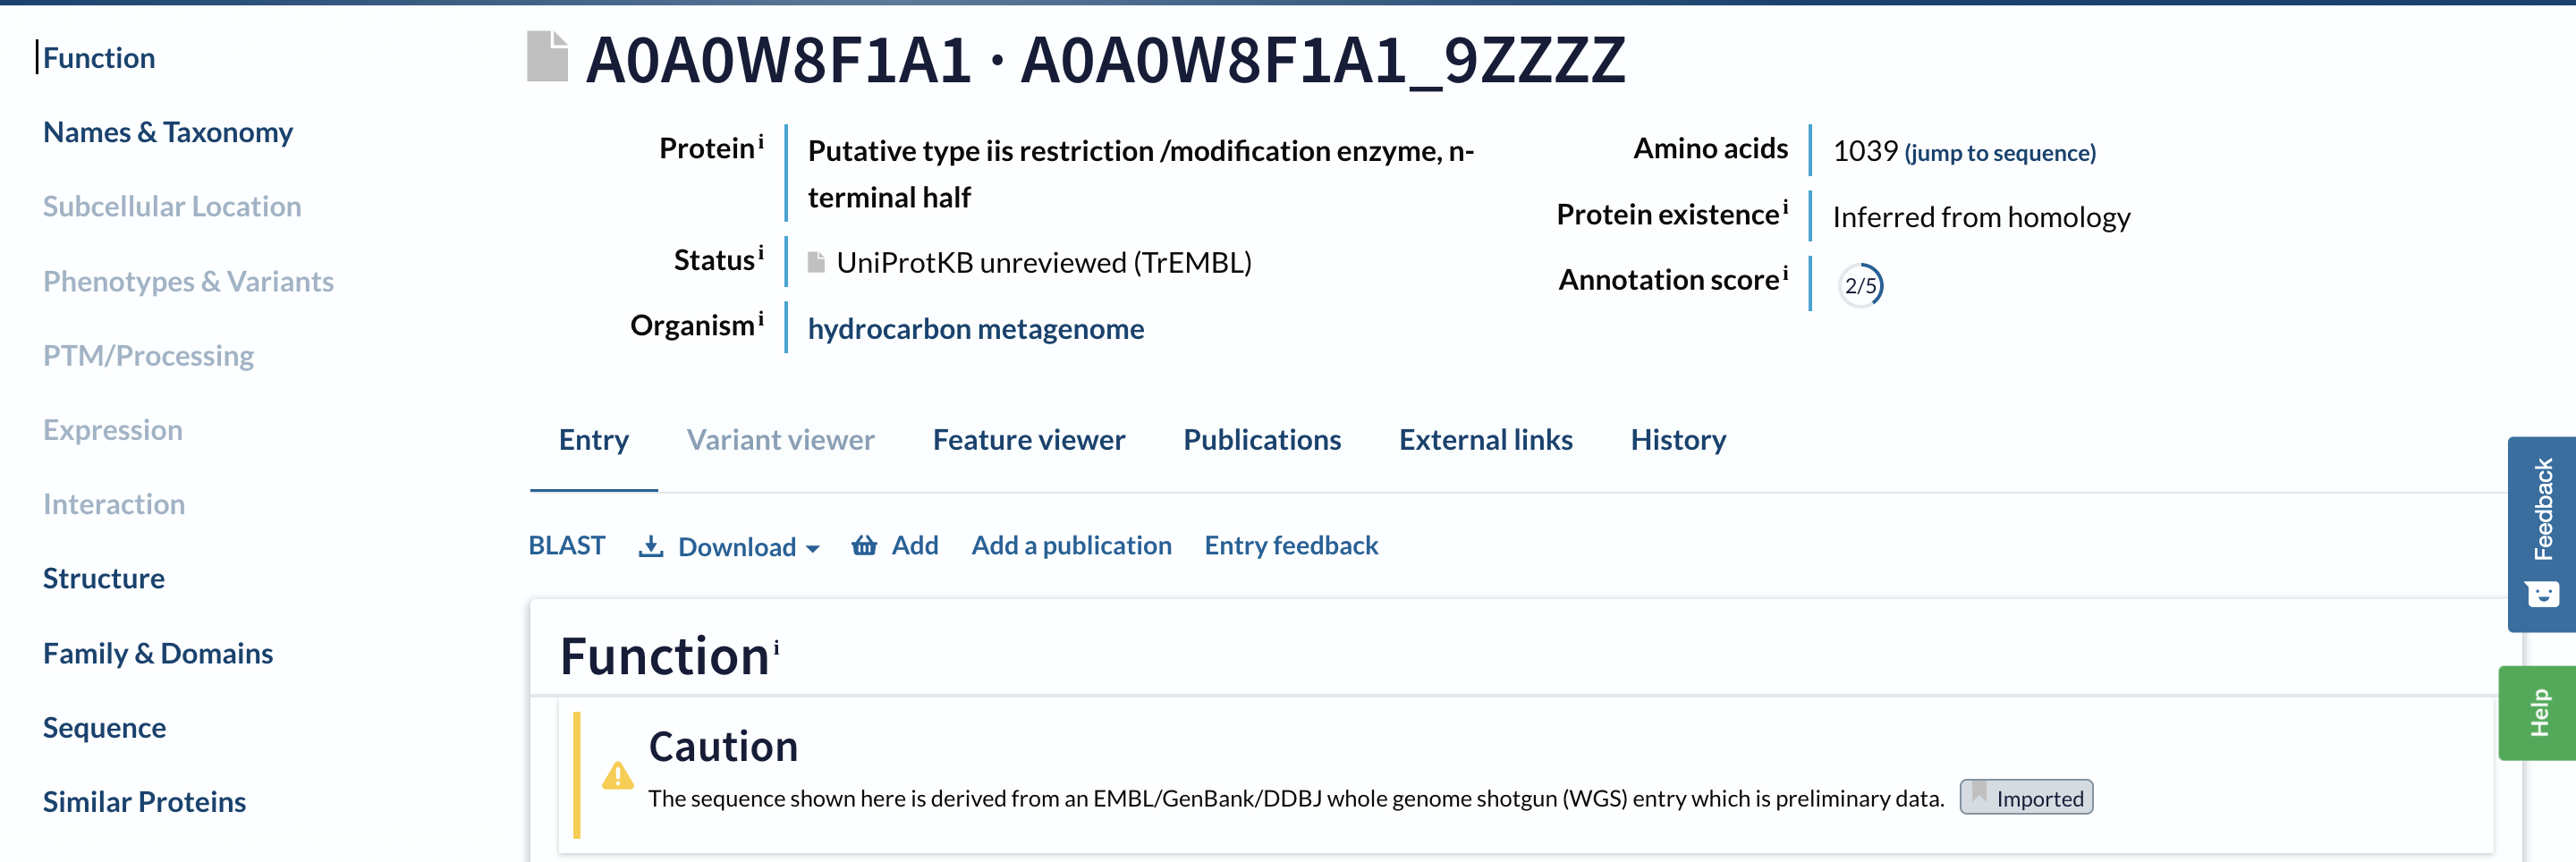 Function
Names & Taxonomy
Subcellular Location
Phenotypes & Variants
PTM/Processing
Expression
Interaction
Structure
Family & Domains
Sequence
Similar Proteins
A0A0W8F1A1 · A0A0W8F1A1_9ZZZZ
Protein i
Putative type iis restriction /modification enzyme, n-
terminal half
Status i
UniProtKB unreviewed (TrEMBL)
Organism i
hydrocarbon metagenome
Amino acids
1039 (jump to sequence)
Protein existence i
Inferred from homology
Annotation score i
2/5
Entry Variant viewer Feature viewer Publications External links History
BLAST Download Add Add a publication Entry feedback
Function i
Caution
The sequence shown here is derived from an EMBL/GenBank/DDBJ whole genome shotgun (WGS) entry which is preliminary data. Imported
Feedback
Help